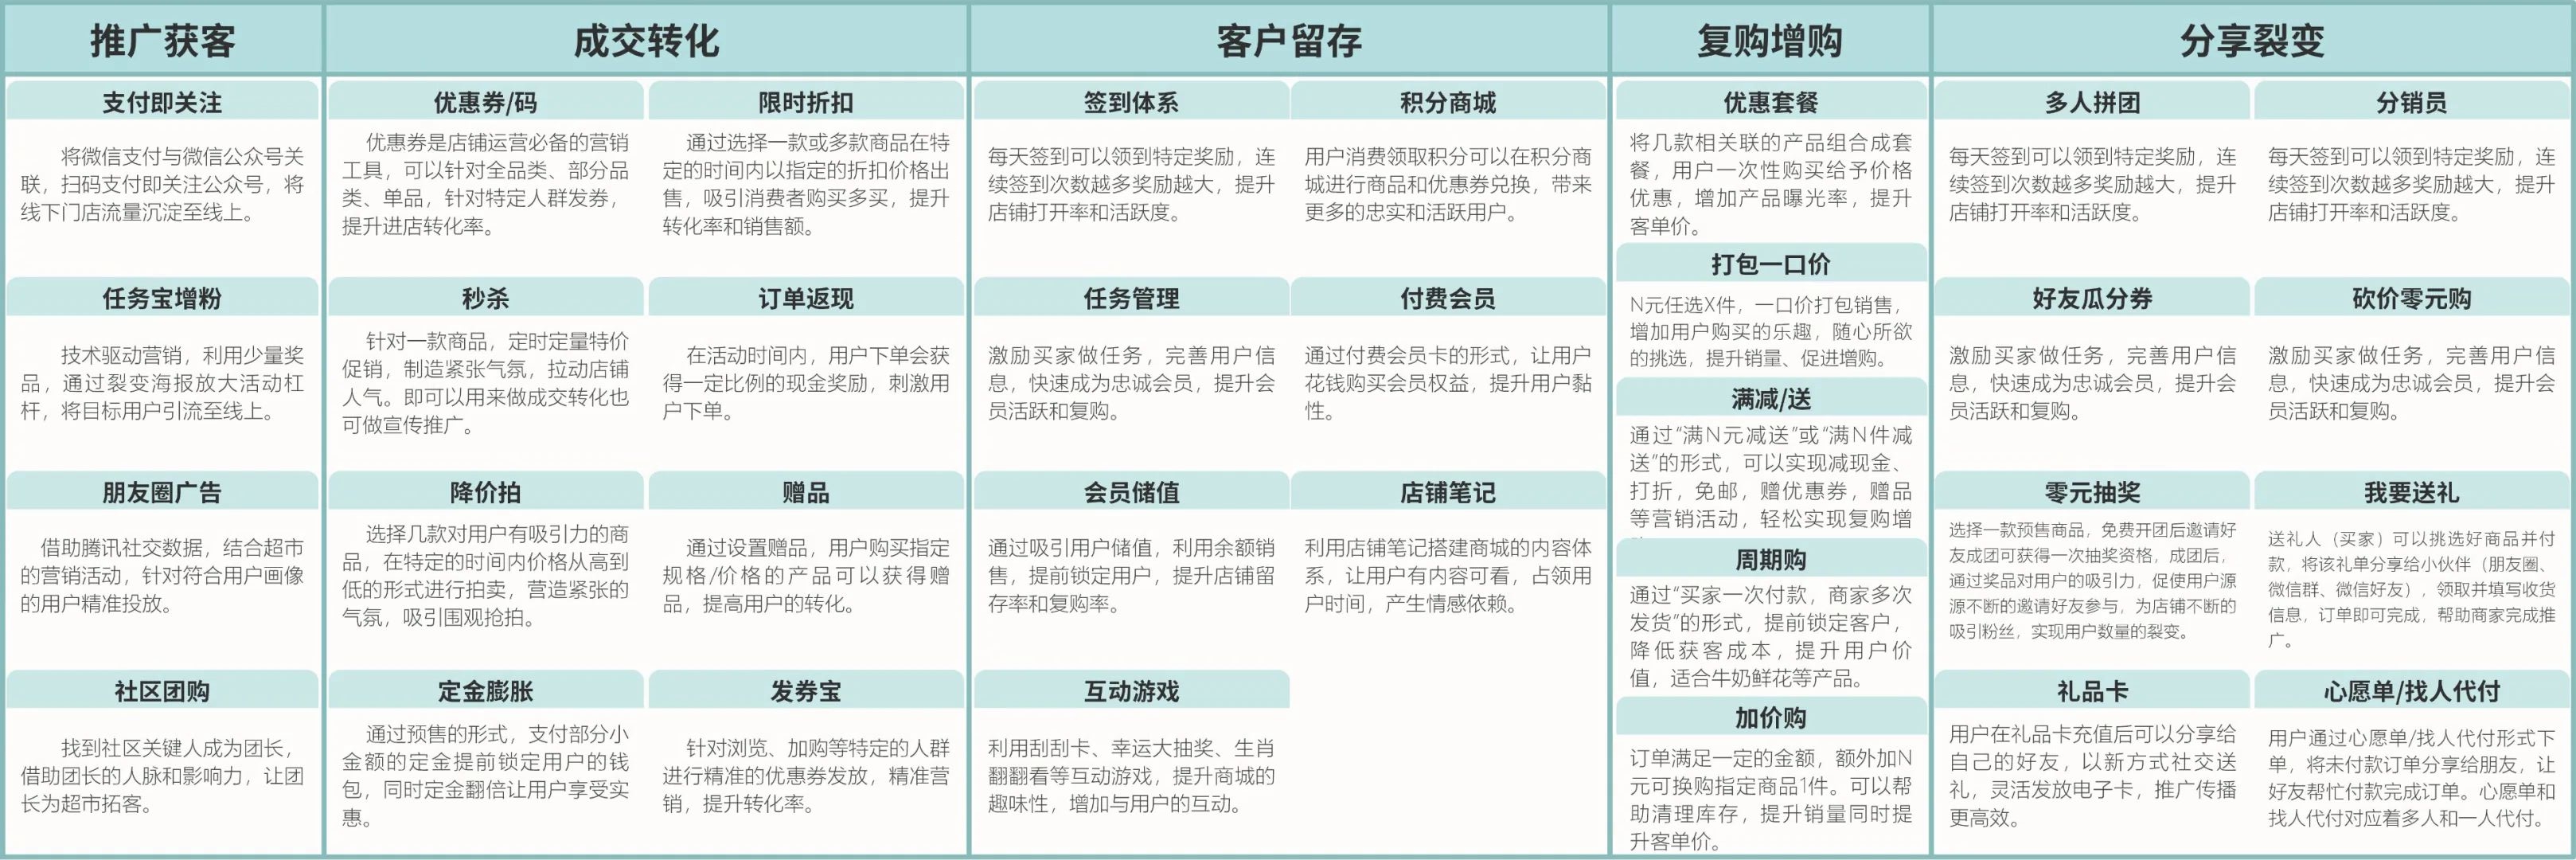 推广获客
支付即关注
将微信支付与微信公众号关
联，扫码支付即关注公众号，将
线下门店流量沉淀至线上。
任务宝增粉
技术驱动营销，利用少量奖
品，通过裂变海报放大活动杠
杆，将目标用户引流至线上。
朋友圈广告
借助腾讯社交数据，结合超市
的营销活动，针对符合用户画像
的用户精准投放。
社区团购
找到社区关键人成为团长，
借助团长的人脉和影响力，让团
长为超市拓客。
成交转化
优惠券/码
优惠券是店铺运营必备的营销
工具，可以针对全品类、部分品
类、单品，针对特定人群发券，
提升进店转化率。
限时折扣
通过选择一款或多款商品在特
定的时间内以指定的折扣价格出
售，吸引消费者购买多买，提升
转化率和销售额。
秒杀
针对一款商品，定时定量特价
促销，制造紧张气氛，拉动店铺
人气。即可以用来做成交转化也
可做宣传推广。
订单返现
在活动时间内，用户下单会获
得一定比例的现金奖励，刺激用
户下单。
降价拍
选择几款对用户有吸引力的商
品，在特定的时间内价格从高到
低的形式进行拍卖，营造紧张的
气氛，吸引围观抢拍。
赠品
通过设置赠品，用户购买指定
规格/价格的产品可以获得赠
品，提高用户的转化。
定金膨胀
通过预售的形式，支付部分小
金额的定金提前锁定用户的钱
包，同时定金翻倍让用户享受实
惠。
发券宝
针对浏览、加购等特定的人群
进行精准的优惠券发放，精准营
销，提升转化率。
客户留存
签到体系
每天签到可以领到特定奖励，连
续签到次数越多奖励越大，提升
店铺打开率和活跃度。
积分商城
用户消费领取积分可以在积分商
城进行商品和优惠券兑换，带来
更多的忠实和活跃用户。
任务管理
激励买家做任务，完善用户信
息，快速成为忠诚会员，提升会
员活跃和复购。
付费会员
通过付费会员卡的形式，让用户
花钱购买会员权益，提升用户黏
性。
会员储值
通过吸引用户储值，利用余额销
售，提前锁定用户，提升店铺留
存率和复购率。
店铺笔记
利用店铺笔记搭建商城的内容体
系，让用户有内容可看，占领用
户时间，产生情感依赖。
互动游戏
利用刮刮卡、幸运大抽奖、生肖
翻翻看等互动游戏，提升商城的
趣味性，增加与用户的互动。
复购增购
优惠套餐
将几款相关联的产品组合成套
餐，用户一次性购买给予价格
优惠，增加产品曝光率，提升
客单价。
打包一口价
N元任选X件，一口价打包销售，
增加用户购买的乐趣，随心所欲
的挑选，提升销量、促进增购。
满减/送
通过“满N元减送”或“满N件减
送”的形式，可以实现减现金、
打折，免邮，赠优惠券，赠品
等营销活动，轻松实现复购增
周期购
通过“买家一次付款，商家多次
发货”的形式，提前锁定客户，
降低获客成本，提升用户价
值，适合牛奶鲜花等产品。
加价购
订单满足一定的金额，额外加N
元可换购指定商品1件。可以帮
助清理库存，提升销量同时提
升客单价。
分享裂变
多人拼团
每天签到可以领到特定奖励，连
续签到次数越多奖励越大，提升
店铺打开率和活跃度。
分销员
每天签到可以领到特定奖励，连
续签到次数越多奖励越大，提升
店铺打开率和活跃度。
好友瓜分券
激励买家做任务，完善用户信
息，快速成为忠诚会员，提升会
员活跃和复购。
砍价零元购
激励买家做任务，完善用户信
息，快速成为忠诚会员，提升会
员活跃和复购。
零元抽奖
选择一款预售商品，免费开团后邀请好
友成团可获得一次抽奖资格，成团后，
通过奖品对用户的吸引力，促使用户源
源不断的邀请好友参与，为店铺不断的
吸引粉丝，实现用户数量的裂变。
我要送礼
送礼人（买家）可以挑选好商品并付
款，将该礼单分享给小伙伴（朋友圈、
微信群、微信好友），领取并填写收货
信息，订单即可完成，帮助商家完成推
广。
礼品卡
用户在礼品卡充值后可以分享给
自己的好友，以新方式社交送
礼，灵活发放电子卡，推广传播
更高效。
心愿单/找人代付
用户通过心愿单/找人代付形式下
单，将未付款订单分享给朋友，让
好友帮忙付款完成订单。心愿单和
找人代付对应着多人和一人代付。